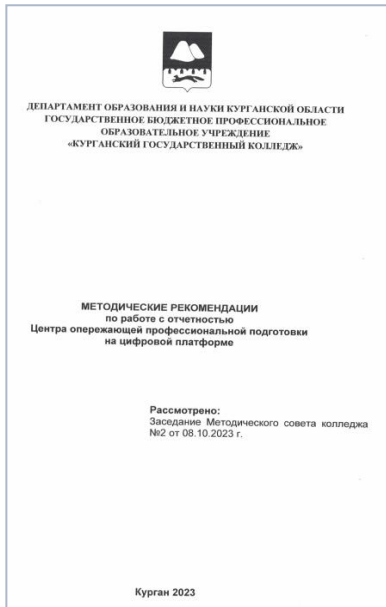 ДЕПАРТАМЕНТ ОБРАЗОВАНИЯ И НАУКИ КУРГАНСКОЙ ОБЛАСТИ
ГОСУДАРСТВЕННОЕ БЮДЖЕТНОЕ ПРОФЕССИОНАЛЬНОЕ
ОБРАЗОВАТЕЛЬНОЕ УЧРЕЖДЕНИЕ
«КУРГАНСКИЙ ГОСУДАРСТВЕННЫЙ КОЛЛЕДЖ»
МЕТОДИЧЕСКИЕ РЕКОМЕНДАЦИИ
по работе с отчетностью
Центра опережающей профессиональной подготовки
на цифровой платформе
Рассмотрено:
Заседание Методического совета колледжа
№2 от 08.10.2023 г.
Курган 2023